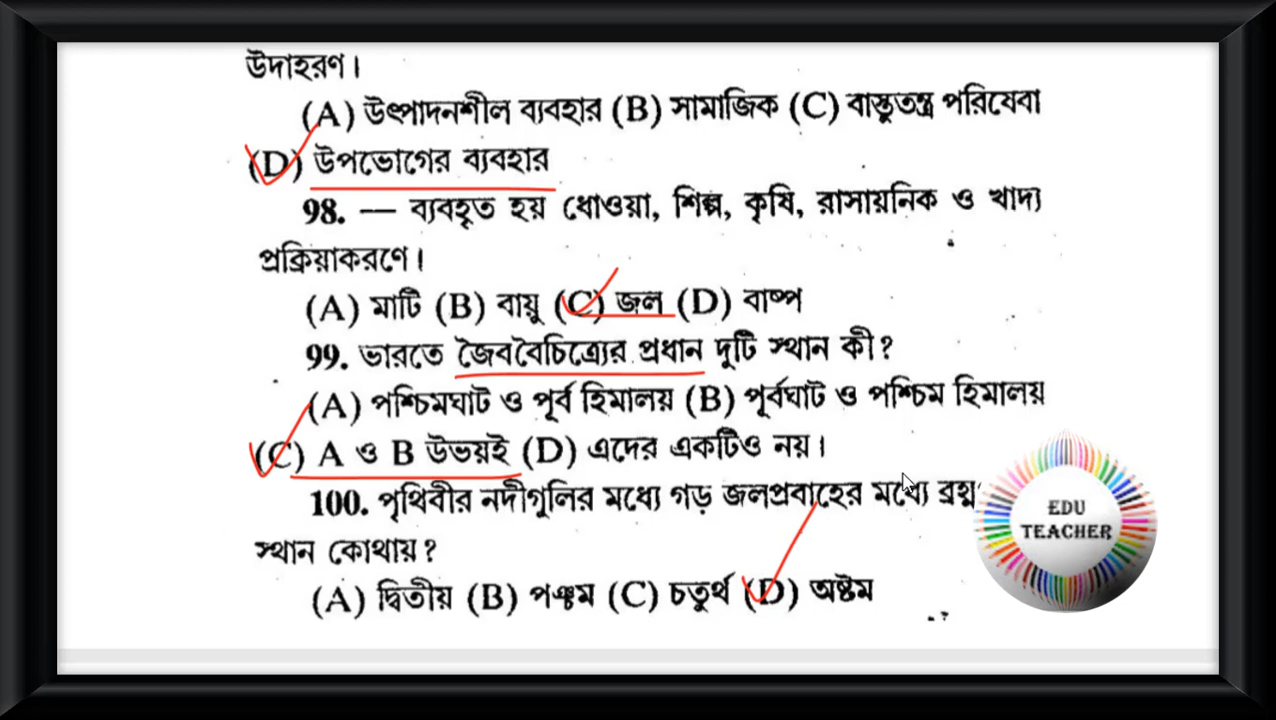 উদাহরণ।
(A) উৎপাদনশীল ব্যবহার (B) সামাজিক (C) বাস্তুতন্ত্র পরিষেবা
(D) উপভোগের ব্যবহার
98. — ব্যবহৃত হয় ধোওয়া, শিল্প, কৃষি, রাসায়নিক ও খাদ্য
প্রক্রিয়াকরণে।
(A) মাটি (B) বায়ু (C) জল (D) বাষ্প
99. ভারতে জৈববৈচিত্র্যের প্রধান দুটি স্থান কী?
(A) পশ্চিমঘাট ও পূর্ব হিমালয় (B) পূর্বঘাট ও পশ্চিম হিমালয়
(C) A ও B উভয়ই (D) এদের একটিও নয়।
100. পৃথিবীর নদীগুলির মধ্যে গড় জলপ্রবাহের মধ্যে
স্থান কোথায়?
(A) দ্বিতীয় (B) পঞ্চম (C) চতুর্থ (D) অষ্টম
EDU
TEACHER